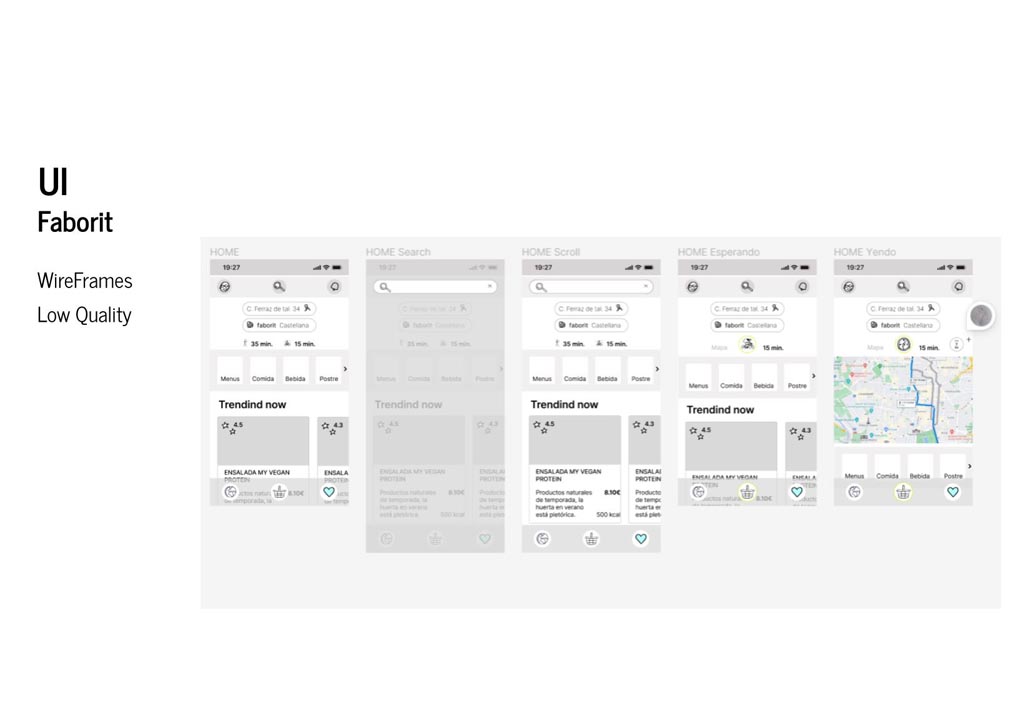 UI
Faborit
WireFrames
Low Quality
HOME
19:27
C. Ferraz de tal. 34
faborit Castellana
35 min. 15 min.
Menus Comida Bebida Postre
Trendind now
4.5 4.3
ENSALADA MY VEGAN
PROTEIN
ENSALA
Productos naturales 8.10€
de temporada, la
HOME Search
19:27
C. Ferraz de tal. 34
faborit Castellana
35 min. 15 min.
Menus Comida Bebida Postre
Trendind now
4.5 4.3
ENSALADA MY VEGAN
PROTEIN
ENSALA
PROTEI
Productos naturales 8.10€
de temporada, la
huerta en verano
está pletórica. 500 kcal
HOME Scroll
19:27
C. Ferraz de tal. 34
faborit Castellana
35 min. 15 min.
Menus Comida Bebida Postre
Trendind now
4.5 4.3
ENSALADA MY VEGAN
PROTEIN
ENSALA
PROTEI
Productos naturales 8.10€
de temporada, la
huerta en verano
está pletórica. 500 kcal
HOME Esperando
19:27
C. Ferraz de tal. 34
faborit Castellana
Mapa 15 min.
Menus Comida Bebida Postre
Trendind now
4.5 4.3
ENSALADA MY VEGAN
PROTEIN
ENSALA
Productos naturales 8.10€
de temporada, la
HOME Yendo
19:27
C. Ferraz de tal. 34
faborit Castellana
Mapa 15 min.
Menus Comida Bebida Postre